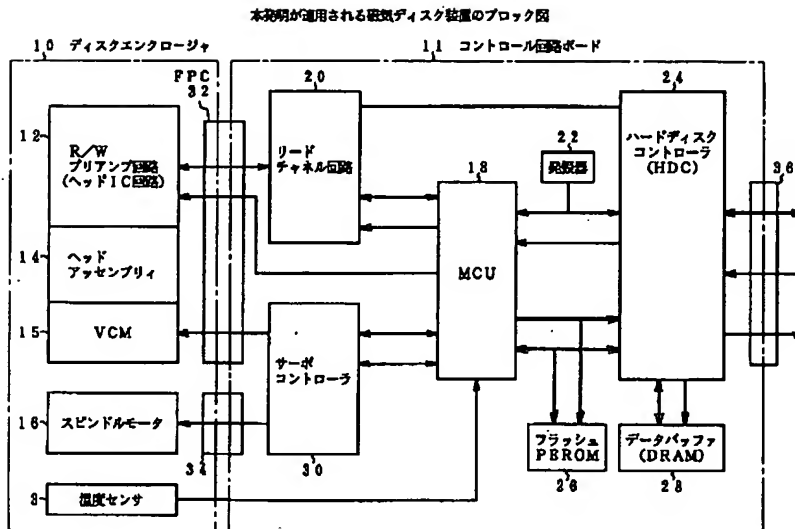 本発明が適用される磁気ディスク装置のブロック図
10 ディスクエンクロージャ
11 コントロール回路ボード
FPC
32
20
24
12
R/W
プリアンプ回路
(ヘッドIC回路)
リード
チャネル回路
22
発振器
ハードディスク
コントローラ
(HDC)
36
18
MCU
14
ヘッド
アッセンブリィ
15
VCM
サーボ
コントローラ
16
スピンドルモータ
34
30
フラッシュ
PEROM
26
データバッファ
(DRAM)
28
3
温度センサ